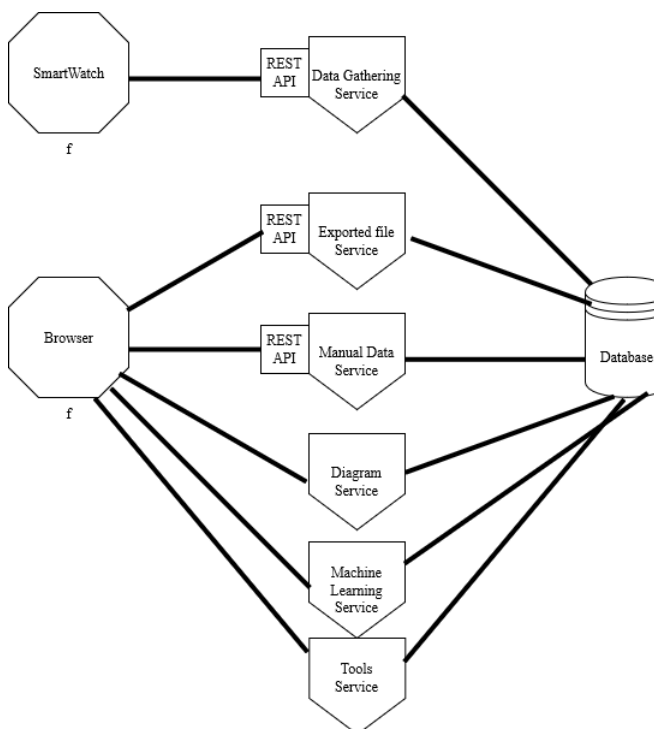 SmartWatch
f
REST
API
Data Gathering
Service
REST
API
Exported file
Service
Browser
f
REST
API
Manual Data
Service
Database
Diagram
Service
Machine
Learning
Service
Tools
Service